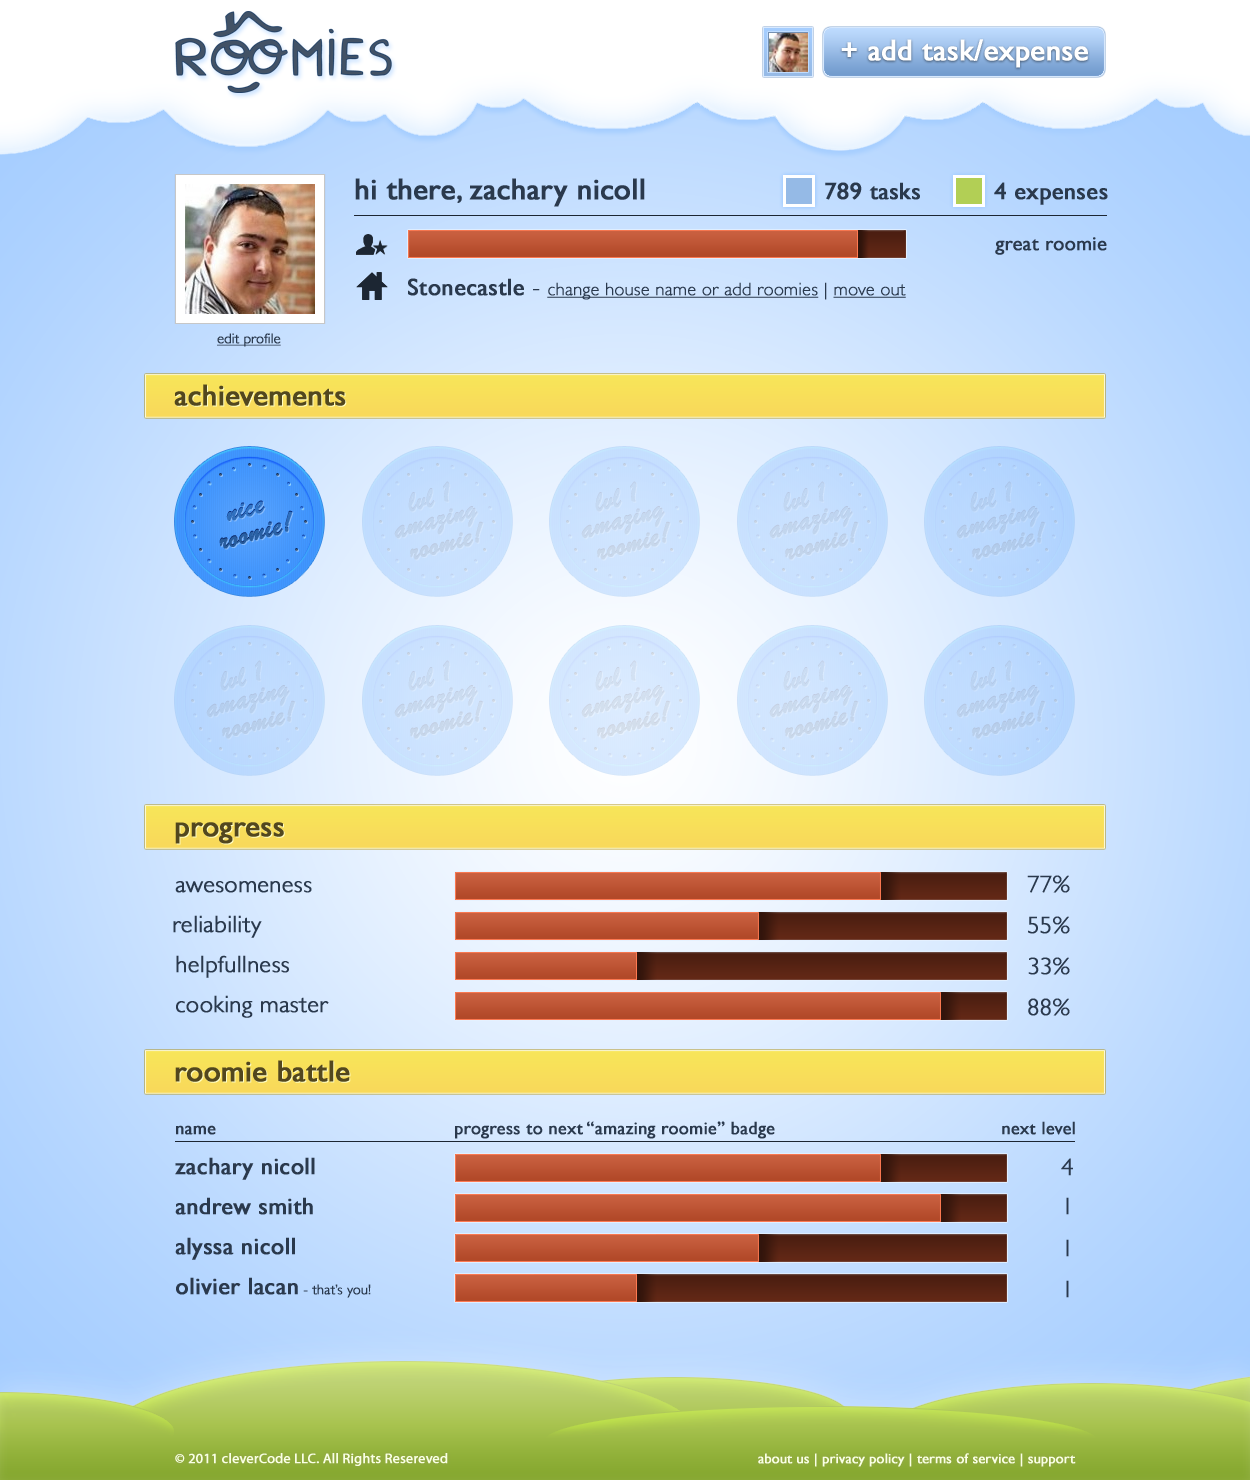 ROOMiES
+ add task/expense
hi there, zachary nicoll
789 tasks
4 expenses
great roomie
Stonecastle - change house name or add roomies | move out
edit profile
achievements
nice
roomie!
lvl 1
amazing
roomie!
lvl 1
amazing
roomie!
lvl 1
amazing
roomie!
lvl 1
amazing
roomie!
lvl 1
amazing
roomie!
lvl 1
amazing
roomie!
lvl 1
amazing
roomie!
lvl 1
amazing
roomie!
lvl 1
amazing
roomie!
progress
awesomeness 77%
reliability 55%
helpfullness 33%
cooking master 88%
roomie battle
name progress to next “amazing roomie” badge next level
zachary nicoll 4
andrew smith 1
alyssa nicoll 1
olivier lacan - that's you! 1
© 2011 cleverCode LLC. All Rights Resereved
about us | privacy policy | terms of service | support